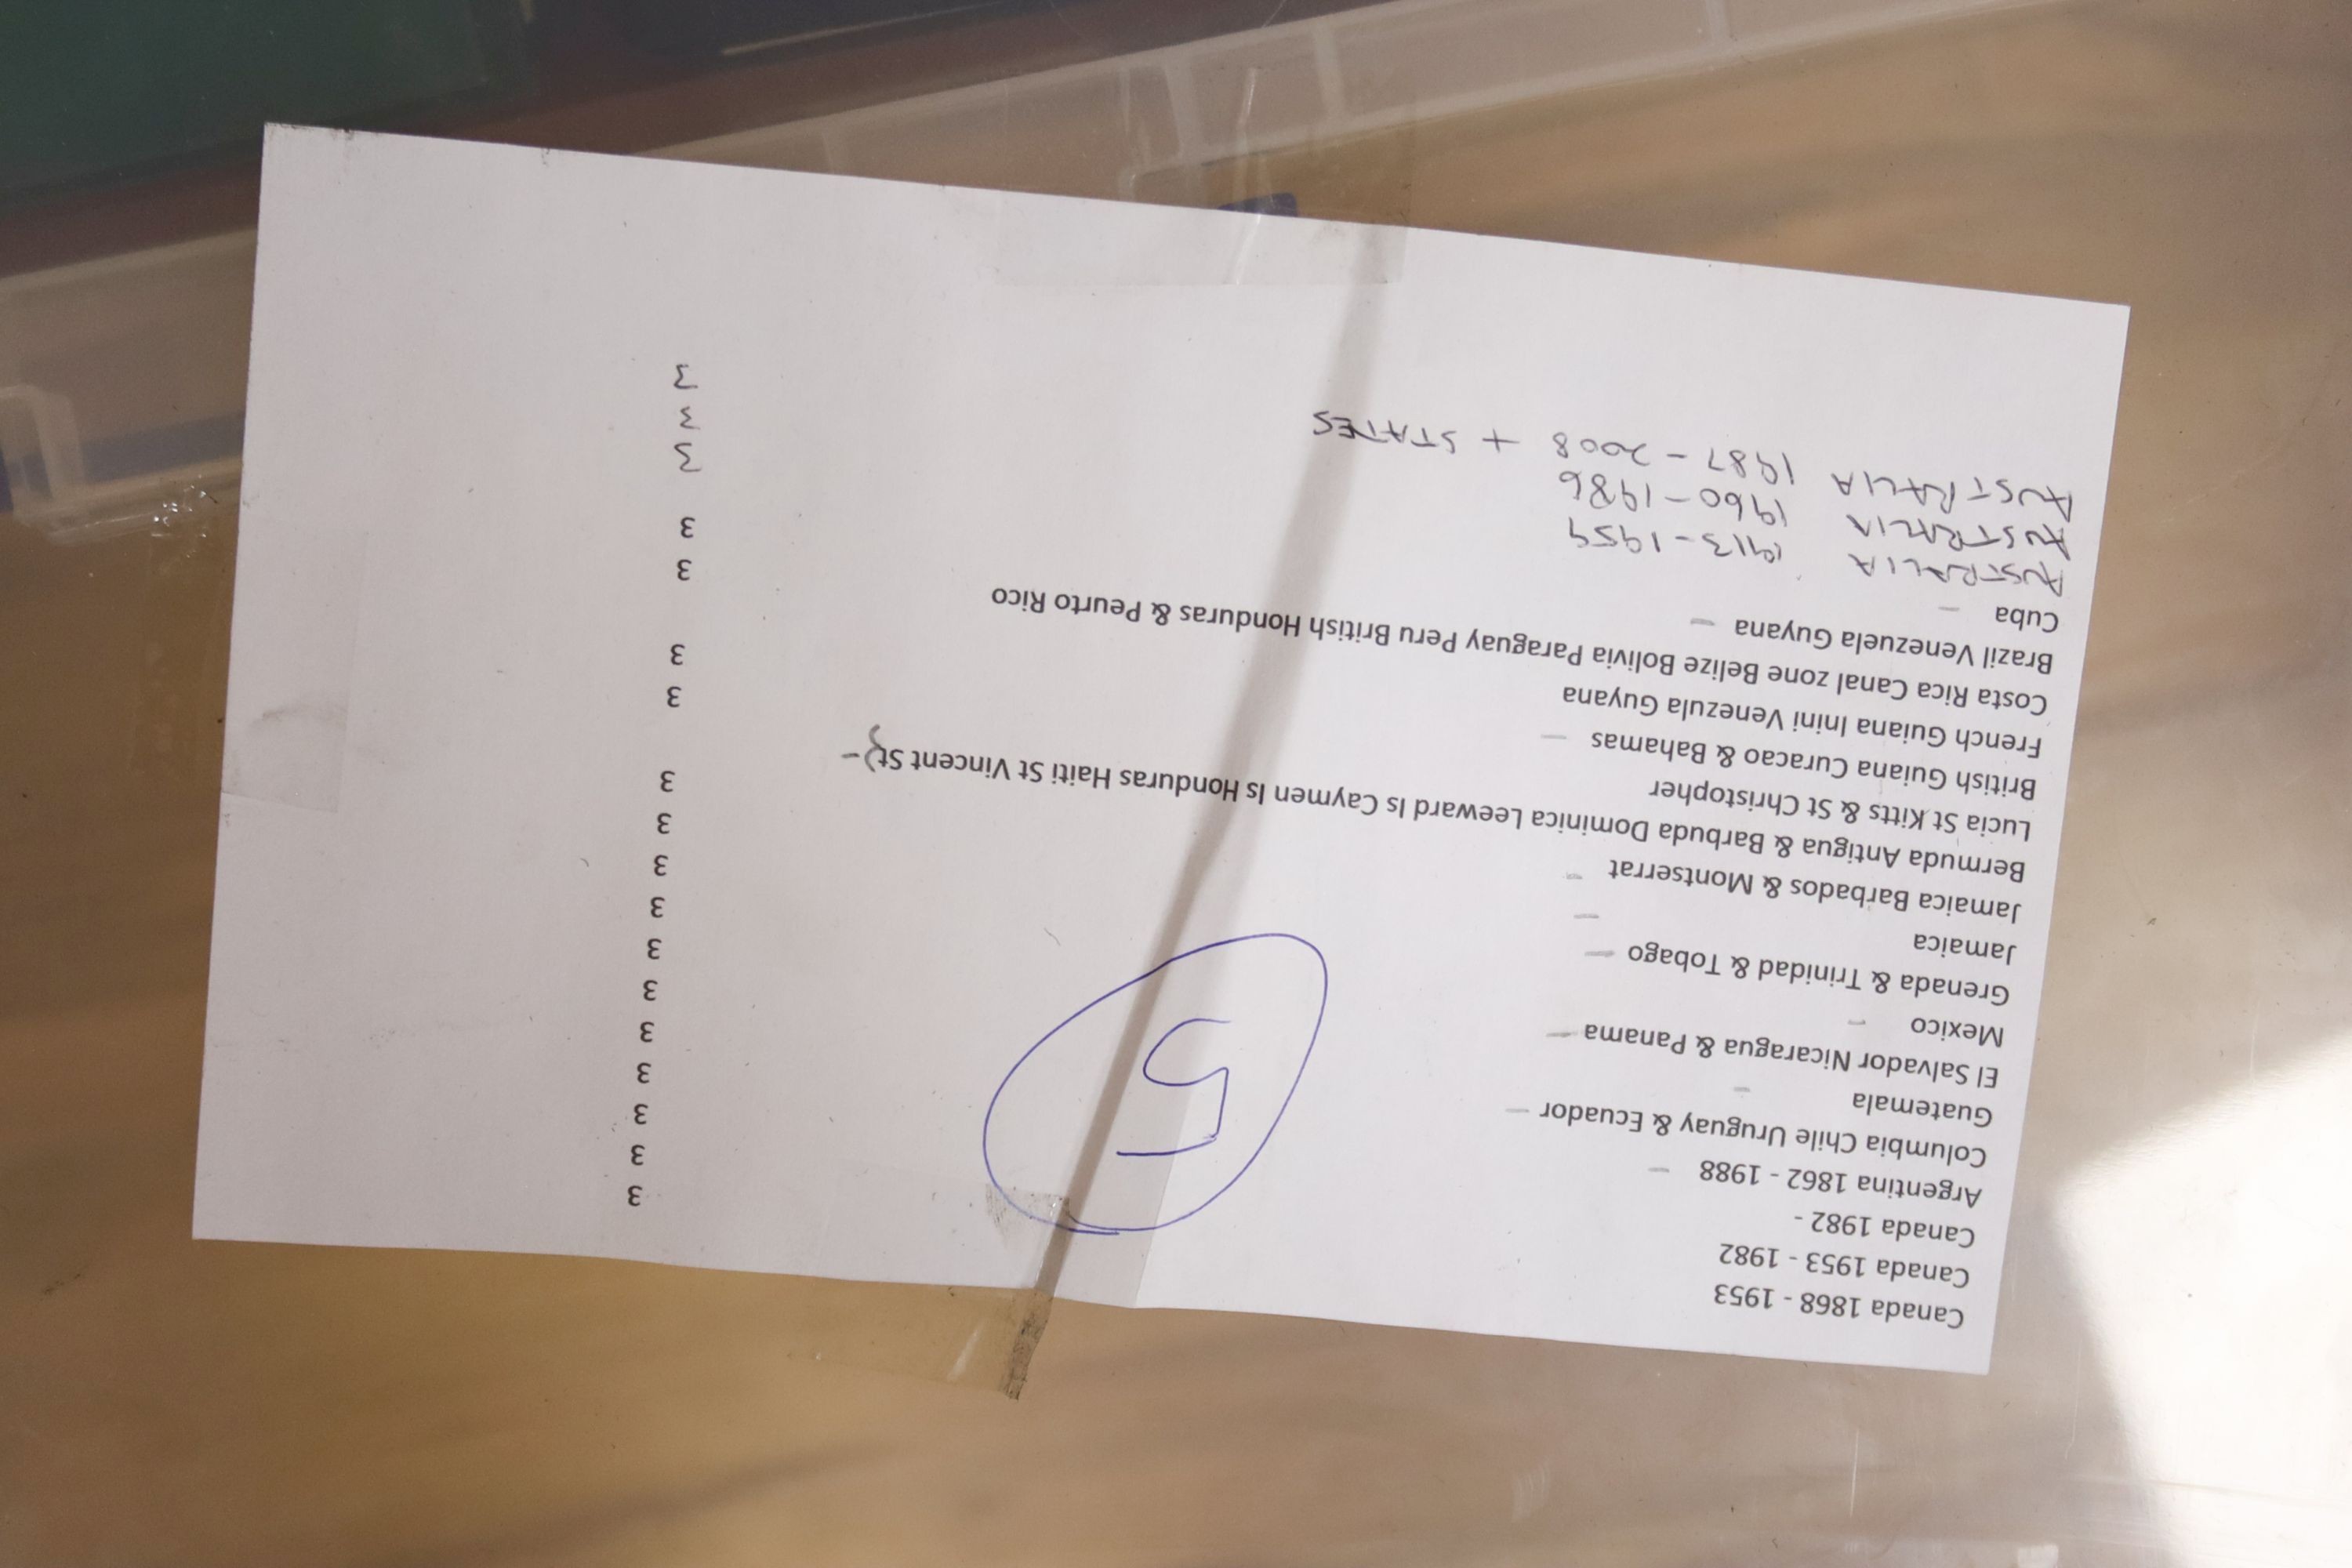 Canada 1868 - 1953 3
Canada 1953 - 1982 3
Canada 1982 - 3
Argentina 1862 - 1988 3
Columbia Chile Uruguay & Ecuador 3
Guatemala 3
El Salvador Nicaragua & Panama 3
Mexico 3
Grenada & Trinidad & Tobago 3
Jamaica 3
Jamaica Barbados & Montserrat 3
Bermuda Antigua & Barbuda Dominica Leeward Is Caymen Is Honduras Haiti St Vincent St
Lucia St Kitts & St Christopher 3
British Guiana Curacao & Bahamas 3
French Guiana Inini Venezula Guyana
Costa Rica Canal zone Belize Bolivia Paraguay Peru British Honduras & Peurto Rico 3
Brazil Venezuela Guyana 3
Cuba
AUSTRALIA 1913-1959 3
AUSTRALIA 1960-1986 3
AUSTRALIA 1987-2008 + STATES 3
5